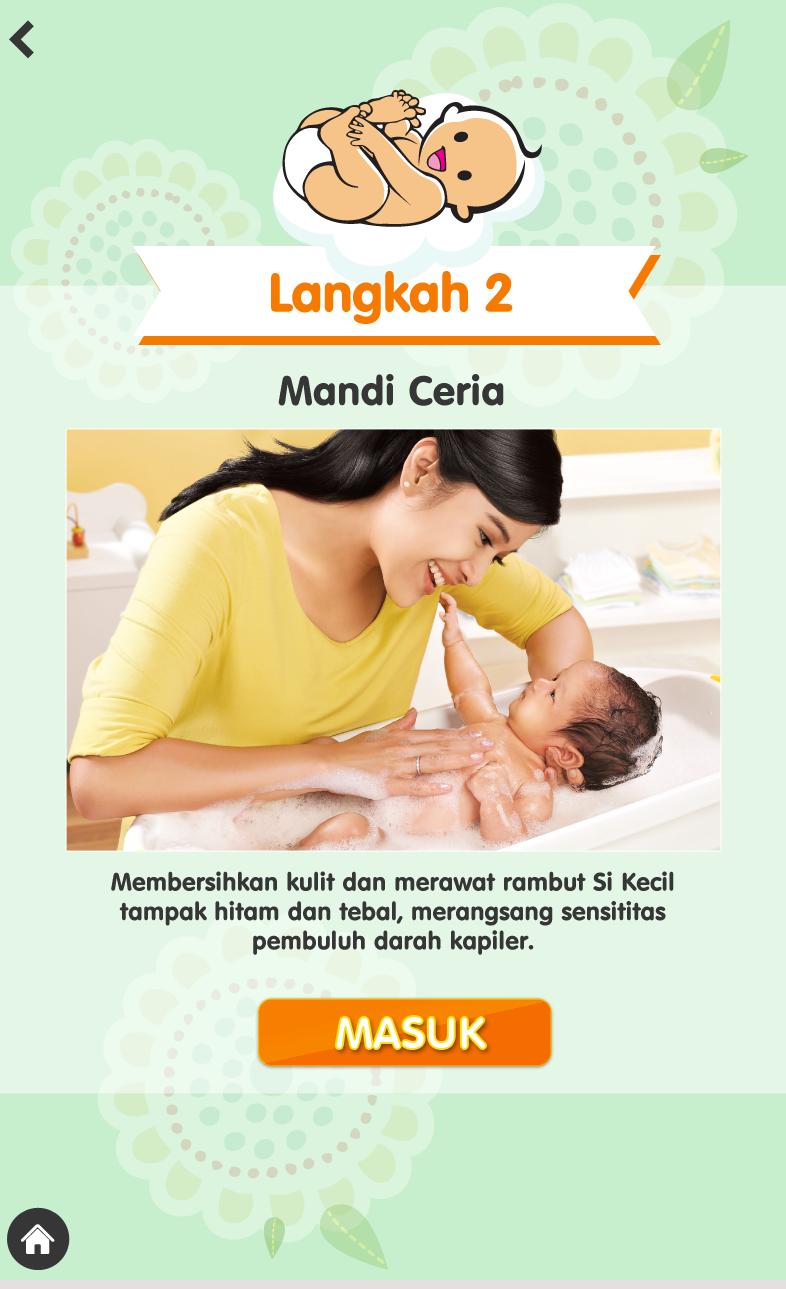 Langkah 2
Mandi Ceria
Membersihkan kulit dan merawat rambut Si Kecil
tampak hitam dan tebal, merangsang sensititas
pembuluh darah kapiler.
MASUK